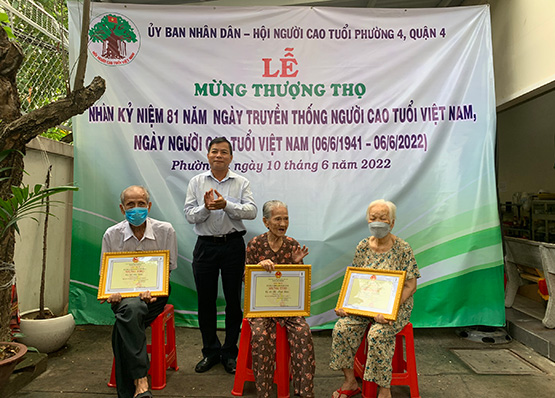 ỦY BAN NHÂN DÂN – HỘI NGƯỜI CAO TUỔI PHƯỜNG 4, QUẬN 4
LỄ
MỪNG THƯỢNG THỌ
NHÂN KỶ NIỆM 81 NĂM NGÀY TRUYỀN THỐNG NGƯỜI CAO TUỔI VIỆT NAM,
NGÀY NGƯỜI CAO TUỔI VIỆT NAM (06/6/1941 – 06/6/2022)
ngày 10 tháng 6 năm 2022